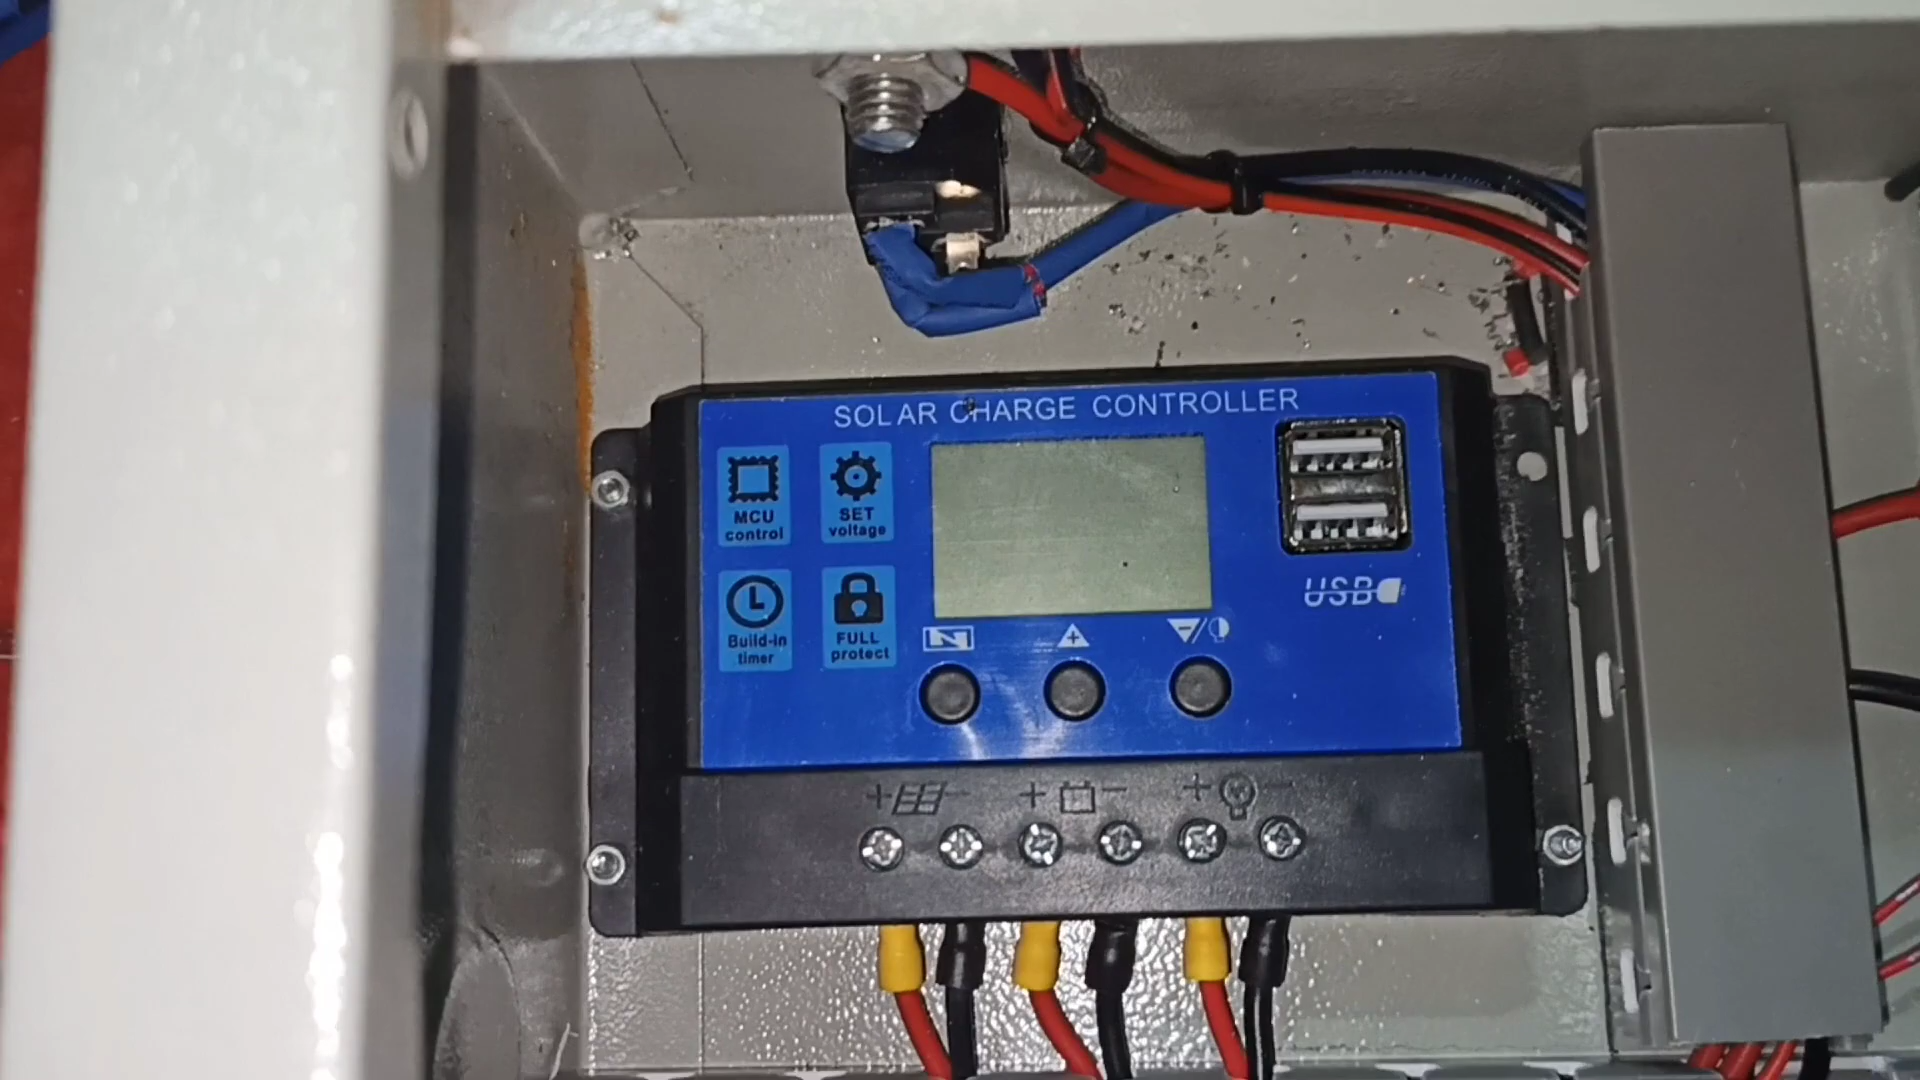 SOLAR CHARGE CONTROLLER
MCU
control
SET
voltage
Build-in
timer
FULL
protect
USB
+ -
+ -
+ -